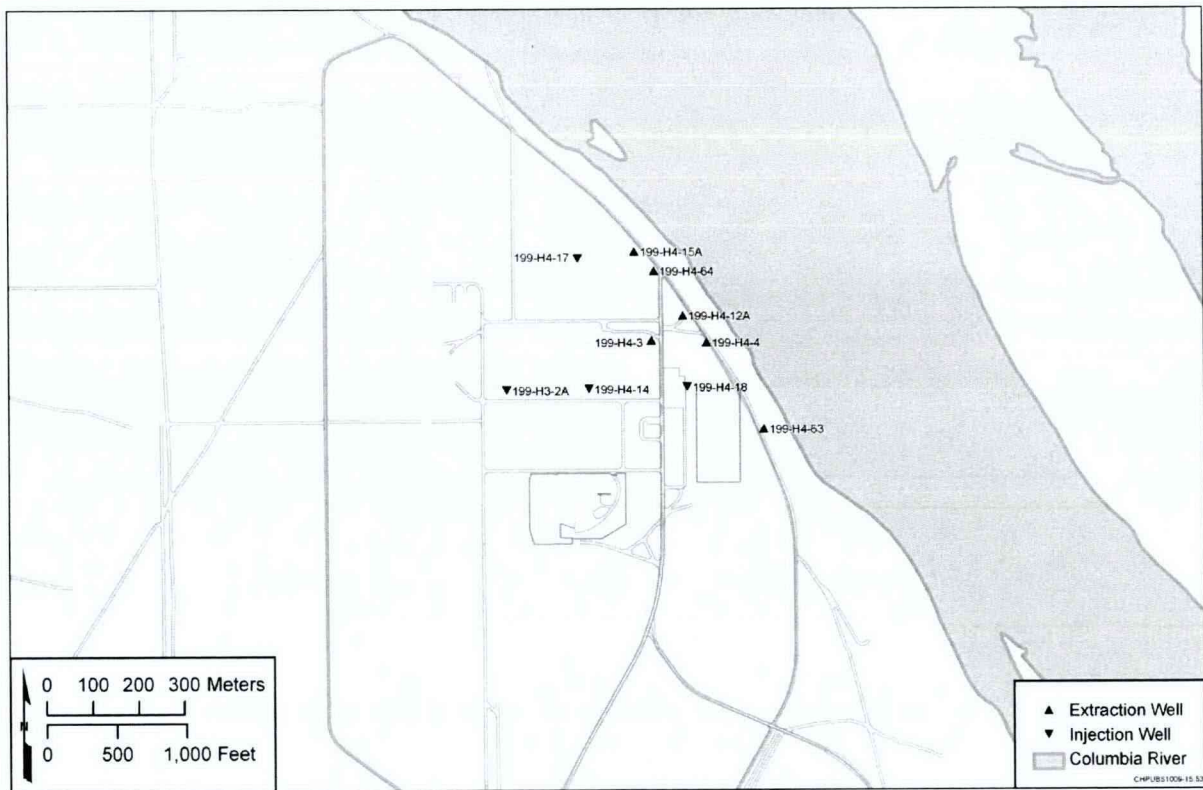 199-H4-15A
199-H4-17
199-H4-64
199-H4-12A
199-H4-3
199-H4-4
199-H3-2A
199-H4-14
199-H4-18
199-H4-63
N
0 100 200 300 Meters
0 500 1,000 Feet
Extraction Well
Injection Well
Columbia River